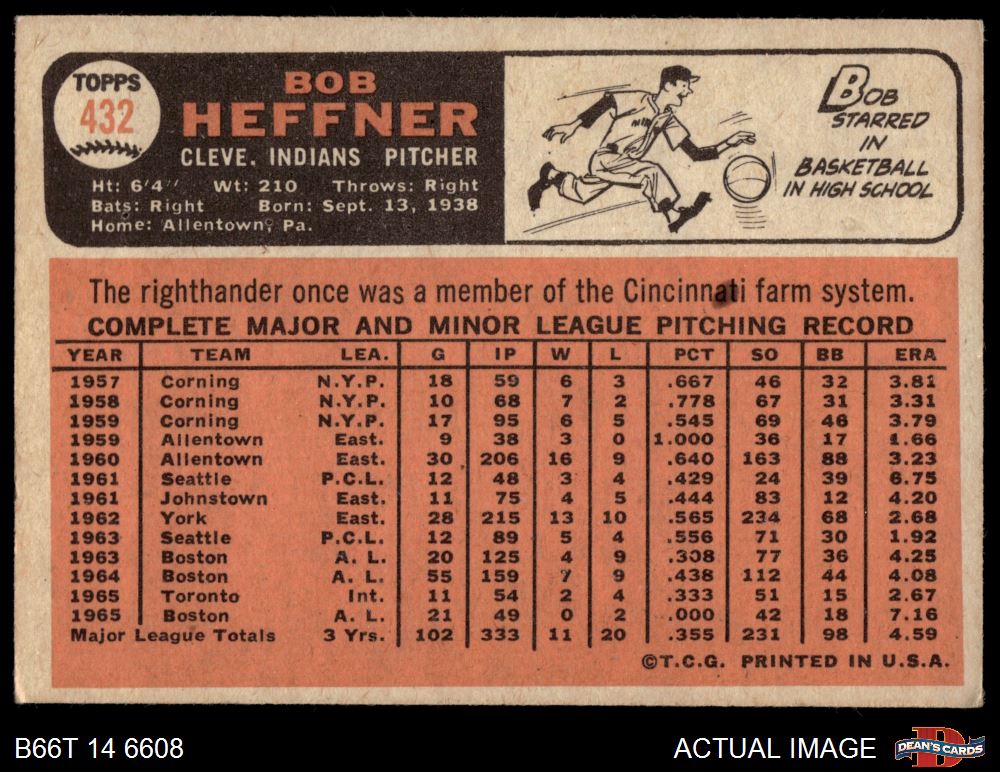 TOPPS
432
BOB
HEFFNER
CLEVE. INDIANS PITCHER
Ht: 6'4" Wt: 210 Throws: Right
Bats: Right Born: Sept. 13, 1938
Home: Allentown, Pa.
BOB
STARRED
IN
BASKETBALL
IN HIGH SCHOOL
The righthander once was a member of the Cincinnati farm system.
COMPLETE MAJOR AND MINOR LEAGUE PITCHING RECORD
YEAR TEAM LEA. G IP W L PCT SO BB ERA
1957 Corning N.Y.P. 18 59 6 3 .667 46 32 3.81
1958 Corning N.Y.P. 10 68 7 2 .778 67 31 3.31
1959 Corning N.Y.P. 17 95 6 5 .545 69 46 3.79
1959 Allentown East. 9 38 3 0 1.000 36 17 1.66
1960 Allentown East. 30 206 16 9 .640 163 88 3.23
1961 Seattle P.C.L. 12 48 3 4 .429 24 39 6.75
1961 Johnstown East. 11 75 4 5 .444 83 12 4.20
1962 York East. 28 215 13 10 .565 234 68 2.68
1963 Seattle P.C.L. 12 89 5 4 .556 71 30 1.92
1963 Boston A. L. 20 125 4 9 .308 77 36 4.25
1964 Boston A. L. 55 159 7 9 .438 112 44 4.08
1965 Toronto Int. 11 54 2 4 .333 51 15 2.67
1965 Boston A. L. 21 49 0 2 .000 42 18 7.16
Major League Totals 3 Yrs. 102 333 11 20 .355 231 98 4.59
©T.C.G. PRINTED IN U.S.A.
B66T 14 6608
ACTUAL IMAGE
DEAN'S CARDS